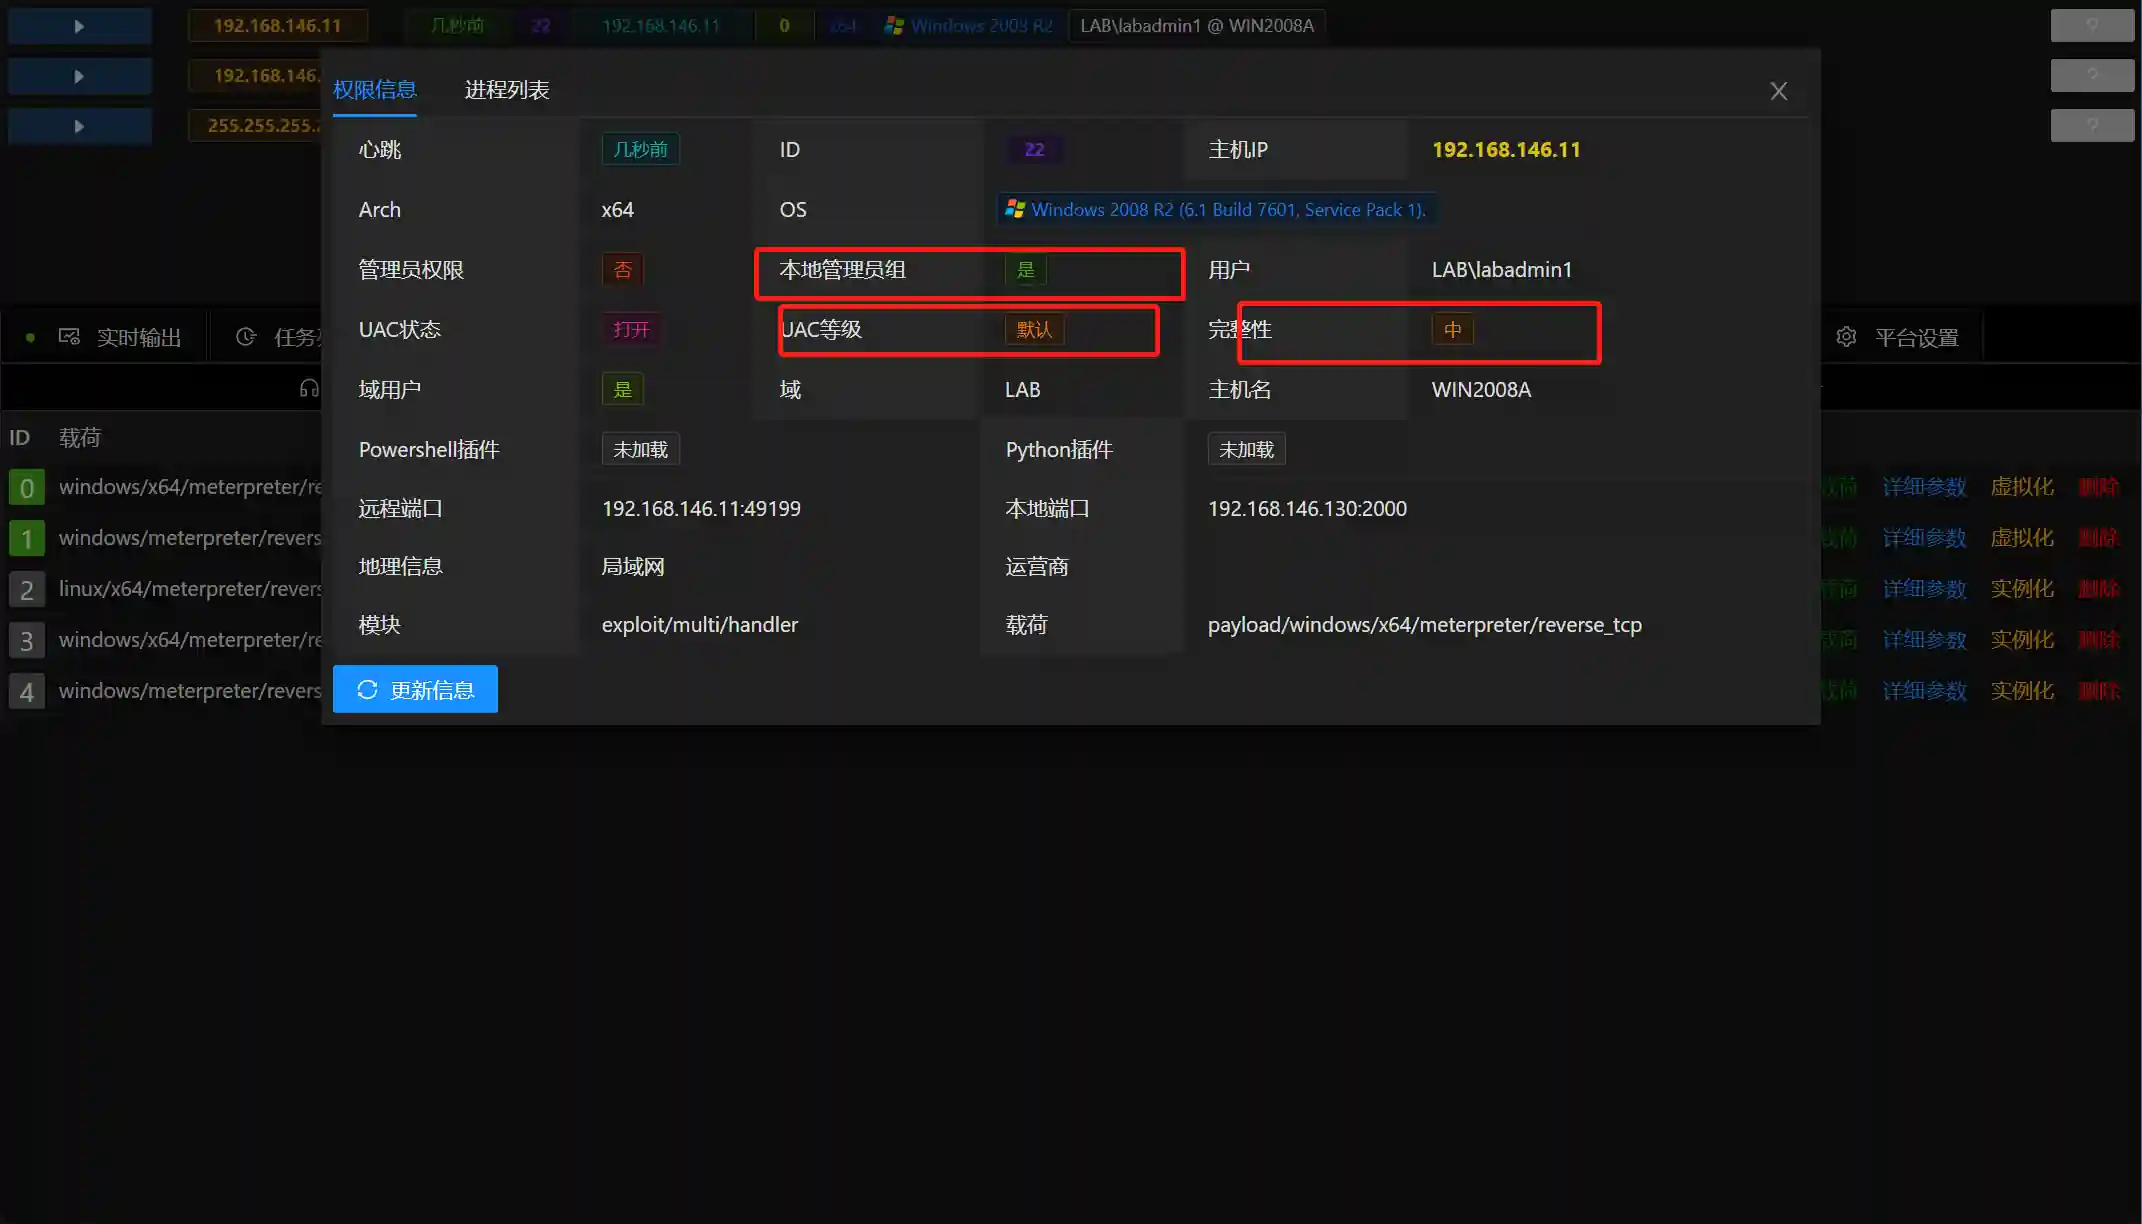 192.168.146.11 几秒前 22 192.168.146.11 0 x64 Windows 2008 R2 LAB\labadmin1 @ WIN2008A ?
192.168.146. ?
255.255.255.2 ?
权限信息 进程列表
心跳 几秒前 ID 22 主机IP 192.168.146.11
Arch x64 OS Windows 2008 R2 (6.1 Build 7601, Service Pack 1).
管理员权限 否 本地管理员组 是 用户 LAB\labadmin1
UAC状态 打开 UAC等级 默认 完整性 中
实时输出 任务 平台设置
域用户 是 域 LAB 主机名 WIN2008A
ID 载荷
Powershell插件 未加载 Python插件 未加载
0 windows/x64/meterpreter/re 载荷 详细参数 虚拟化 删除
远程端口 192.168.146.11:49199 本地端口 192.168.146.130:2000
1 windows/meterpreter/revers 载荷 详细参数 虚拟化 删除
地理信息 局域网 运营商
2 linux/x64/meterpreter/revers 载荷 详细参数 实例化 删除
模块 exploit/multi/handler 载荷 payload/windows/x64/meterpreter/reverse_tcp
3 windows/x64/meterpreter/re 载荷 详细参数 实例化 删除
4 windows/meterpreter/revers 载荷 详细参数 实例化 删除
更新信息